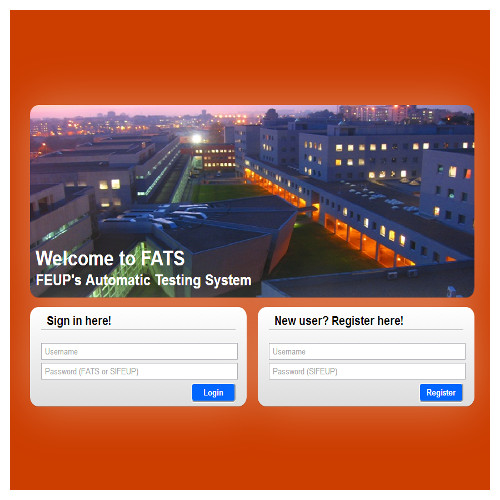 Welcome to FATS
FEUP's Automatic Testing System
Sign in here!
Username
Password (FATS or SIFEUP)
Login
New user? Register here!
Username
Password (SIFEUP)
Register